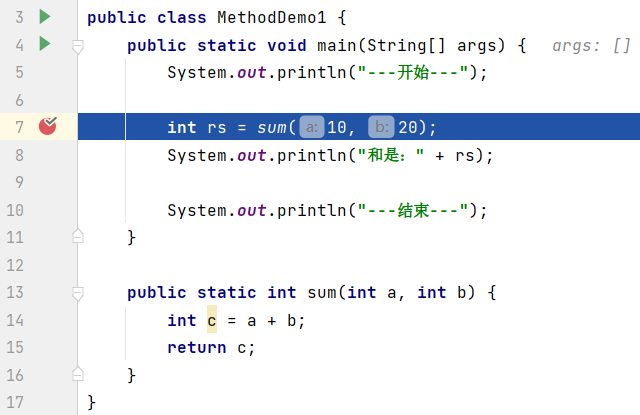 3 public class MethodDemo1 {
4 public static void main(String[] args) { args: []
5 System.out.println("---开始---");
6
7 int rs = sum( a: 10, b: 20);
8 System.out.println("和是：" + rs);
9
10 System.out.println("---结束---");
11 }
12
13 public static int sum(int a, int b) {
14 int c = a + b;
15 return c;
16 }
17 }